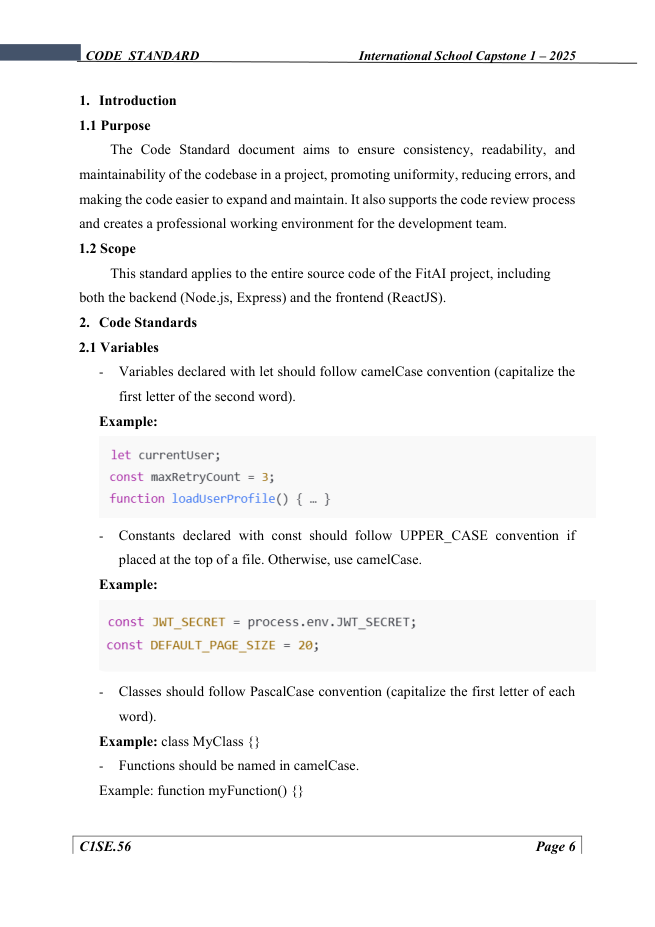 CODE STANDARD International School Capstone 1 – 2025
1. Introduction
1.1 Purpose
The Code Standard document aims to ensure consistency, readability, and
maintainability of the codebase in a project, promoting uniformity, reducing errors, and
making the code easier to expand and maintain. It also supports the code review process
and creates a professional working environment for the development team.
1.2 Scope
This standard applies to the entire source code of the FitAI project, including
both the backend (Node.js, Express) and the frontend (ReactJS).
2. Code Standards
2.1 Variables
- Variables declared with let should follow camelCase convention (capitalize the
first letter of the second word).
Example:
let currentUser;
const maxRetryCount = 3;
function loadUserProfile() { … }
- Constants declared with const should follow UPPER_CASE convention if
placed at the top of a file. Otherwise, use camelCase.
Example:
const JWT_SECRET = process.env.JWT_SECRET;
const DEFAULT_PAGE_SIZE = 20;
- Classes should follow PascalCase convention (capitalize the first letter of each
word).
Example: class MyClass {}
- Functions should be named in camelCase.
Example: function myFunction() {}
C1SE.56 Page 6